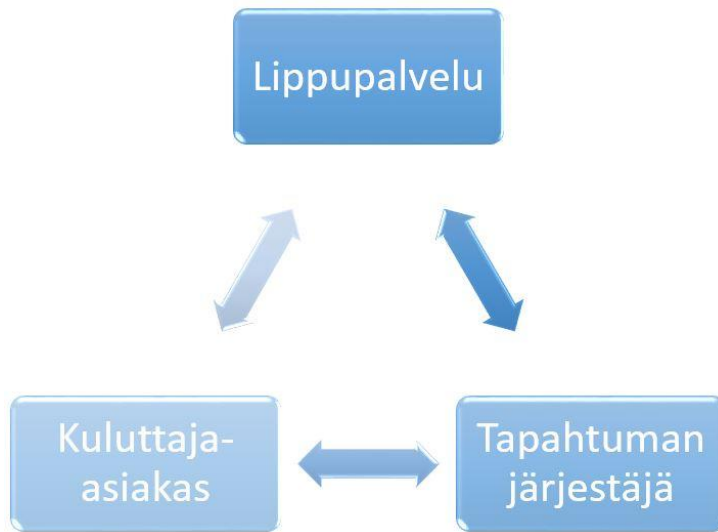 Lippupalvelu
Kuluttaja-
asiakas
Tapahtuman
järjestäjä